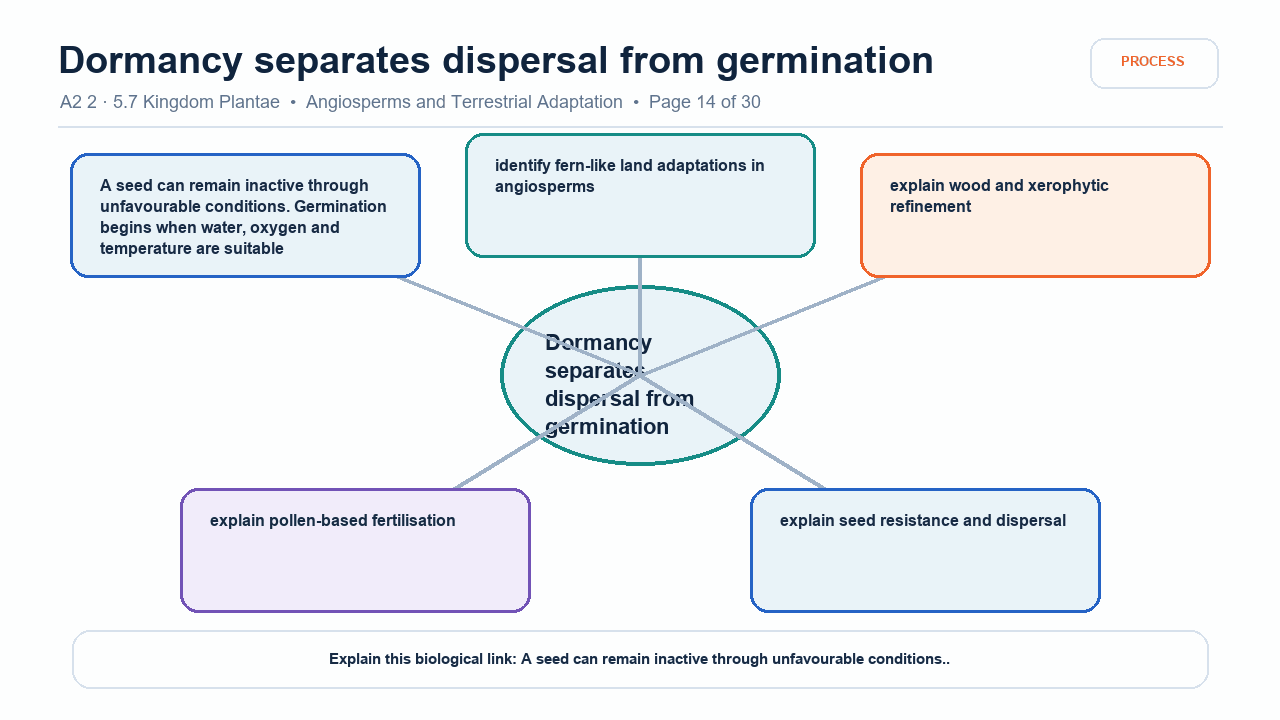 Dormancy separates dispersal from germination
PROCESS
A2 2 · 5.7 Kingdom Plantae • Angiosperms and Terrestrial Adaptation • Page 14 of 30
A seed can remain inactive through
unfavourable conditions. Germination
begins when water, oxygen and
temperature are suitable
identify fern-like land adaptations in
angiosperms
explain wood and xerophytic
refinement
Dormancy
separates
dispersal from
germination
explain pollen-based fertilisation
explain seed resistance and dispersal
Explain this biological link: A seed can remain inactive through unfavourable conditions..